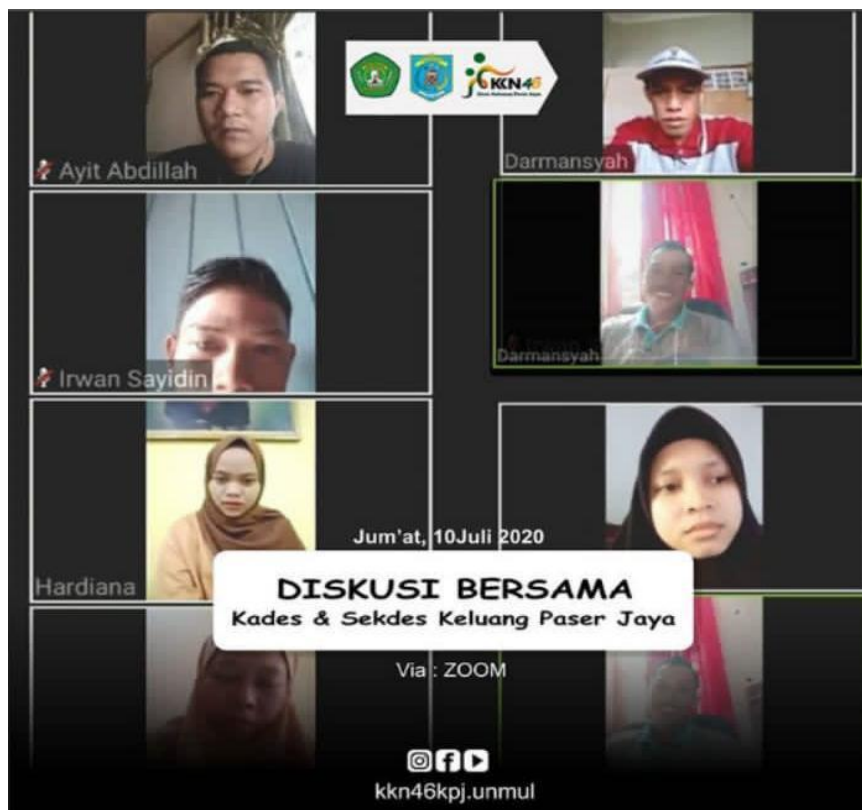 KKN46
Ayit Abdillah
Darmansyah
Irwan Sayidin
Darmansyah
Hardiana
Jum'at, 10Juli 2020
DISKUSI BERSAMA
Kades & Sekdes Keluang Paser Jaya
Via : ZOOM
kkn46kpj.unmul